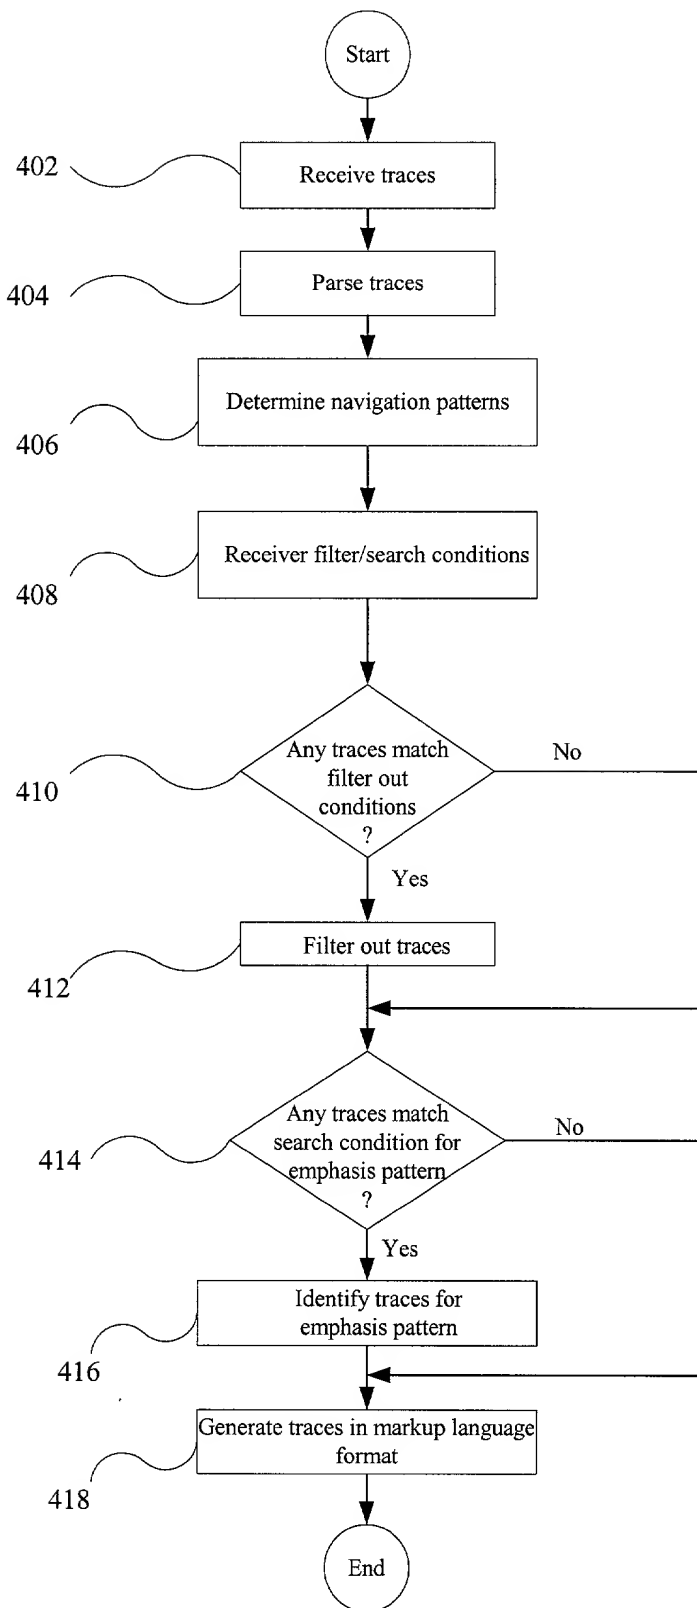 Start
402
Receive traces
404
Parse traces
406
Determine navigation patterns
408
Receiver filter/search conditions
410
Any traces match
filter out
conditions
?
No
Yes
412
Filter out traces
414
Any traces match
search condition for
emphasis pattern
?
No
Yes
416
Identify traces for
emphasis pattern
418
Generate traces in markup language
format
End